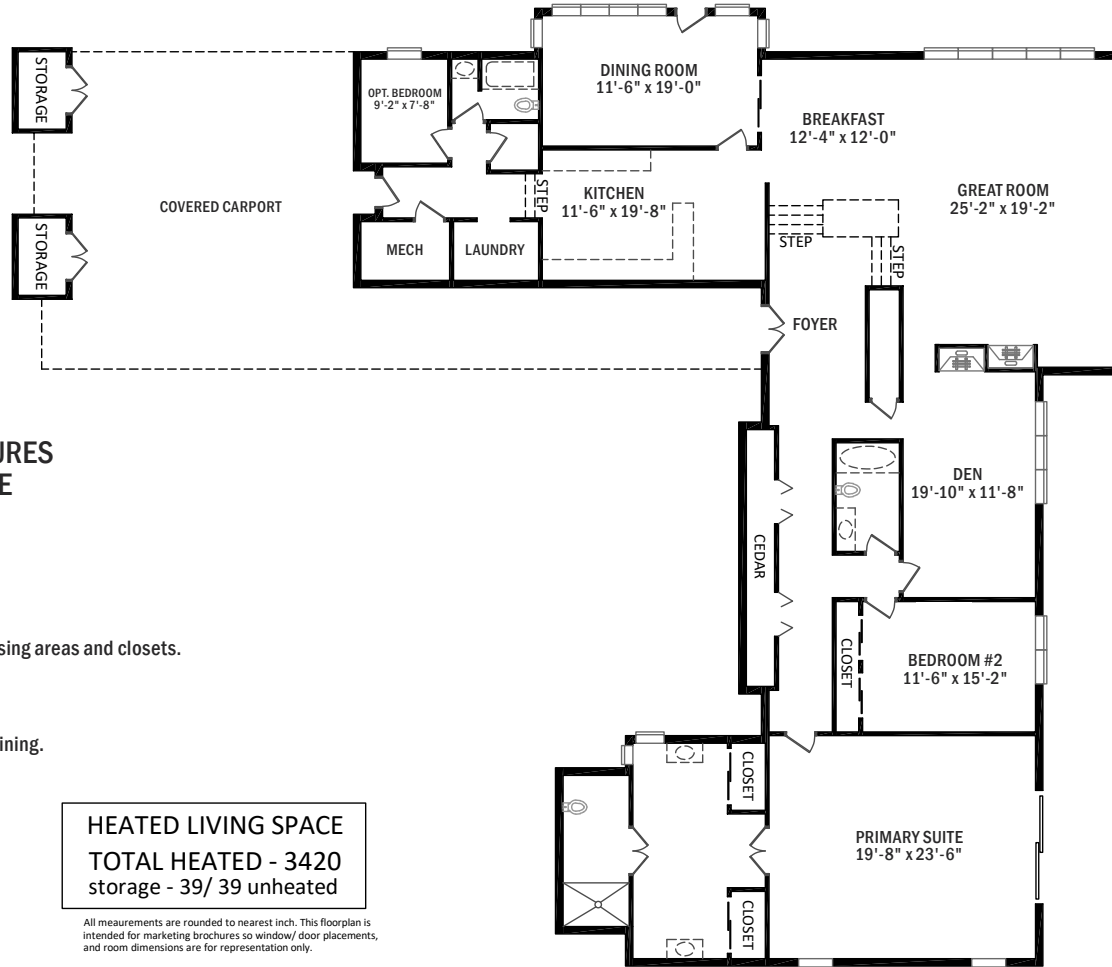 STORAGE
OPT. BEDROOM
9'-2" x 7'-8"
DINING ROOM
11'-6" x 19'-0"
BREAKFAST
12'-4" x 12'-0"
GREAT ROOM
25'-2" x 19'-2"
COVERED CARPORT
STEP
KITCHEN
11'-6" x 19'-8"
STORAGE
MECH
LAUNDRY
STEP
STEP
FOYER
URES
E
DEN
19'-10" x 11'-8"
CEDAR
sing areas and closets.
CLOSET
BEDROOM #2
11'-6" x 15'-2"
ining.
CLOSET
HEATED LIVING SPACE
TOTAL HEATED - 3420
storage - 39/ 39 unheated
PRIMARY SUITE
19'-8" x 23'-6"
CLOSET
All meaurements are rounded to nearest inch. This floorplan is
intended for marketing brochures so window/ door placements,
and room dimensions are for representation only.